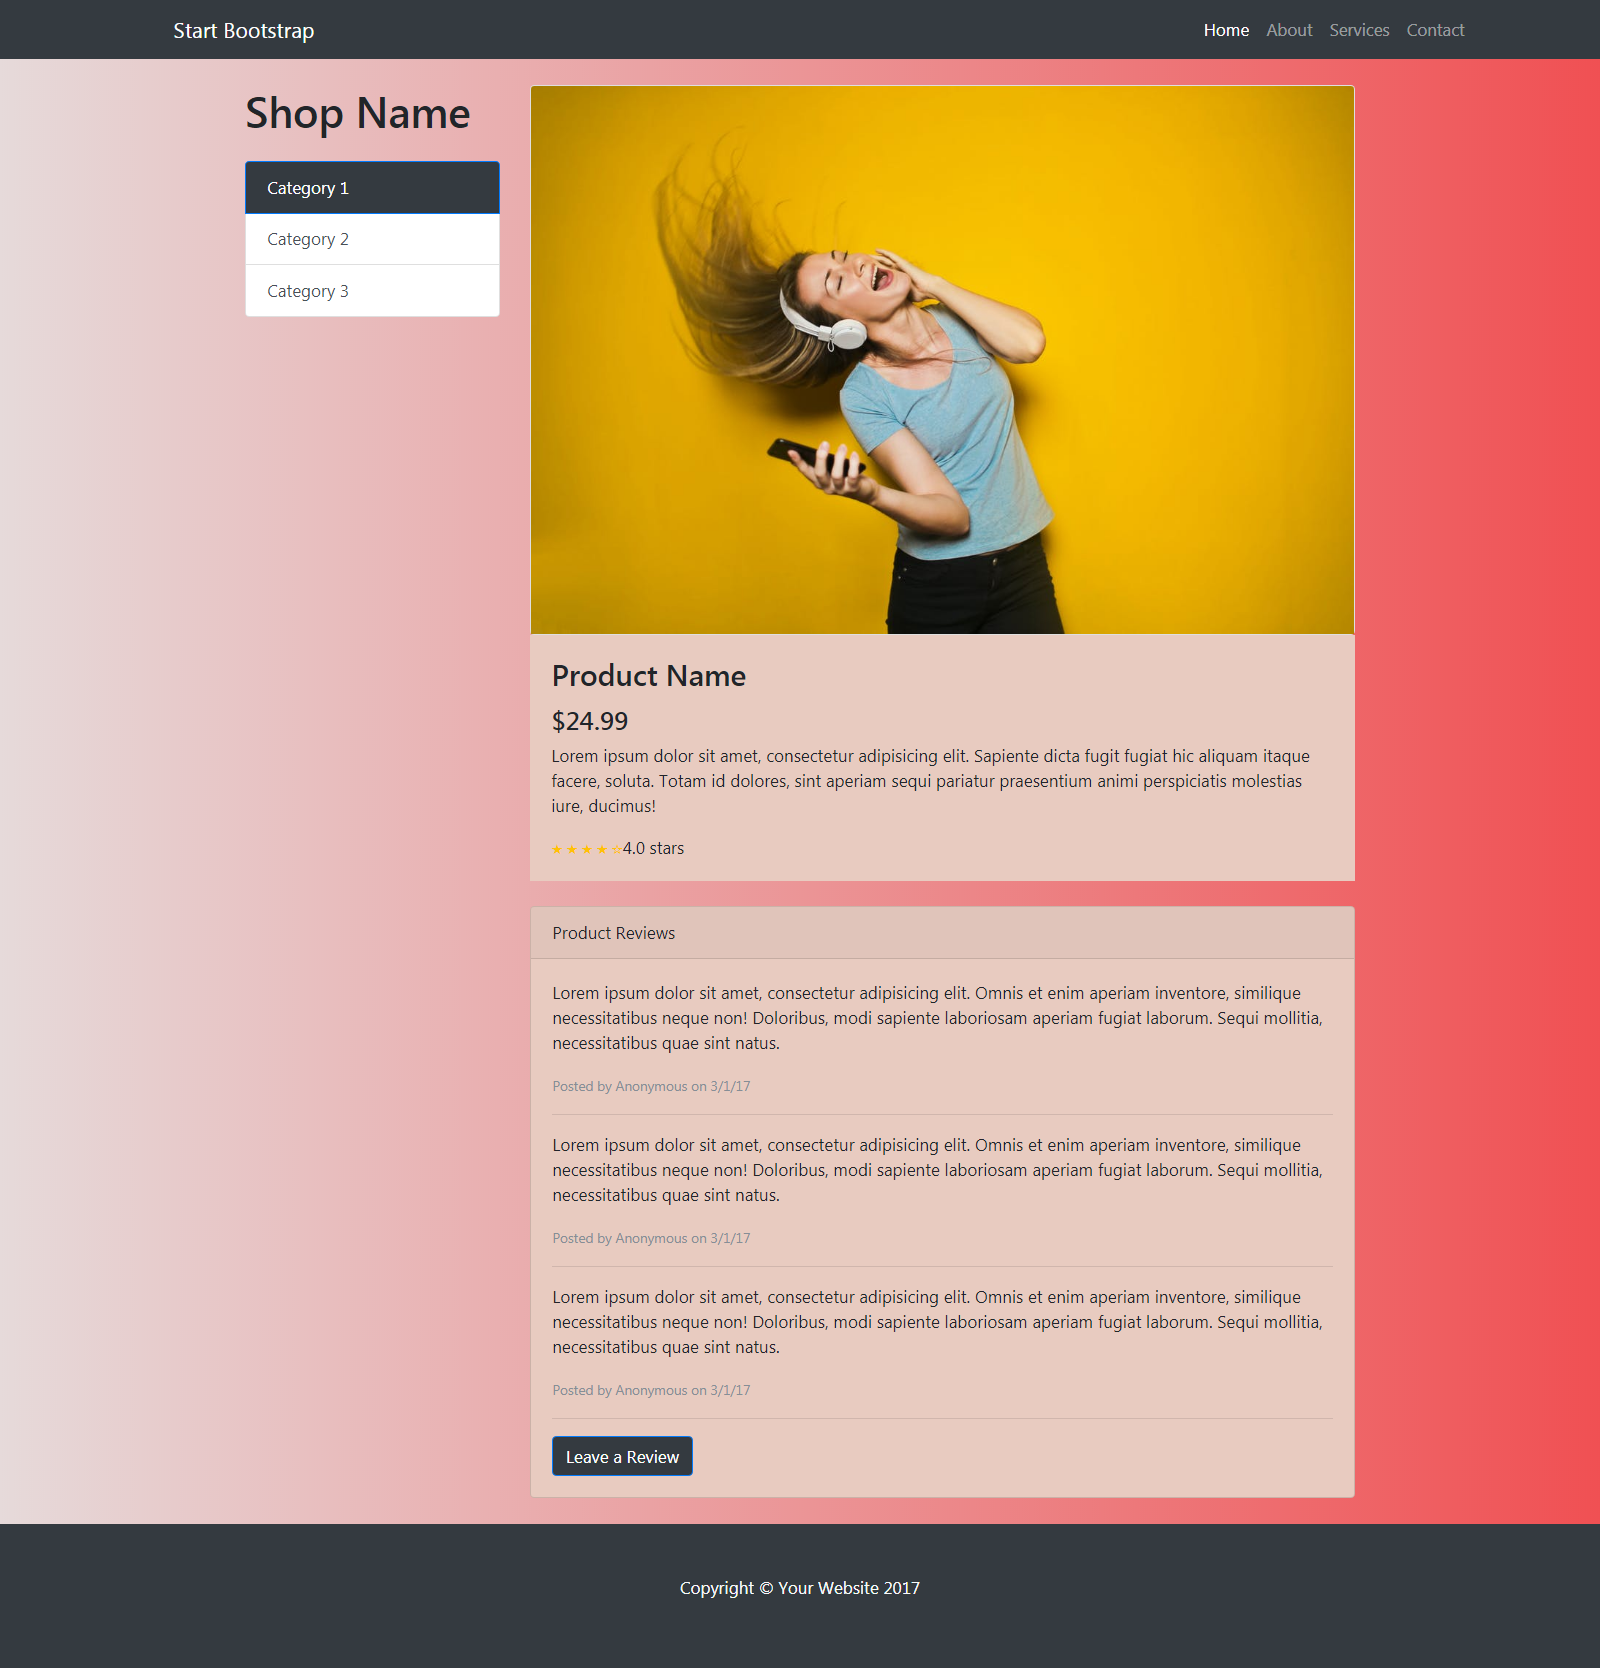 Start Bootstrap
Home About Services Contact
Shop Name
Category 1
Category 2
Category 3
Product Name
$24.99
Lorem ipsum dolor sit amet, consectetur adipisicing elit. Sapiente dicta fugit fugiat hic aliquam itaque
facere, soluta. Totam id dolores, sint aperiam sequi pariatur praesentium animi perspiciatis molestias
iure, ducimus!
★ ★ ★ ★ ☆4.0 stars
Product Reviews
Lorem ipsum dolor sit amet, consectetur adipisicing elit. Omnis et enim aperiam inventore, similique
necessitatibus neque non! Doloribus, modi sapiente laboriosam aperiam fugiat laborum. Sequi mollitia,
necessitatibus quae sint natus.
Posted by Anonymous on 3/1/17
Lorem ipsum dolor sit amet, consectetur adipisicing elit. Omnis et enim aperiam inventore, similique
necessitatibus neque non! Doloribus, modi sapiente laboriosam aperiam fugiat laborum. Sequi mollitia,
necessitatibus quae sint natus.
Posted by Anonymous on 3/1/17
Lorem ipsum dolor sit amet, consectetur adipisicing elit. Omnis et enim aperiam inventore, similique
necessitatibus neque non! Doloribus, modi sapiente laboriosam aperiam fugiat laborum. Sequi mollitia,
necessitatibus quae sint natus.
Posted by Anonymous on 3/1/17
Leave a Review
Copyright © Your Website 2017